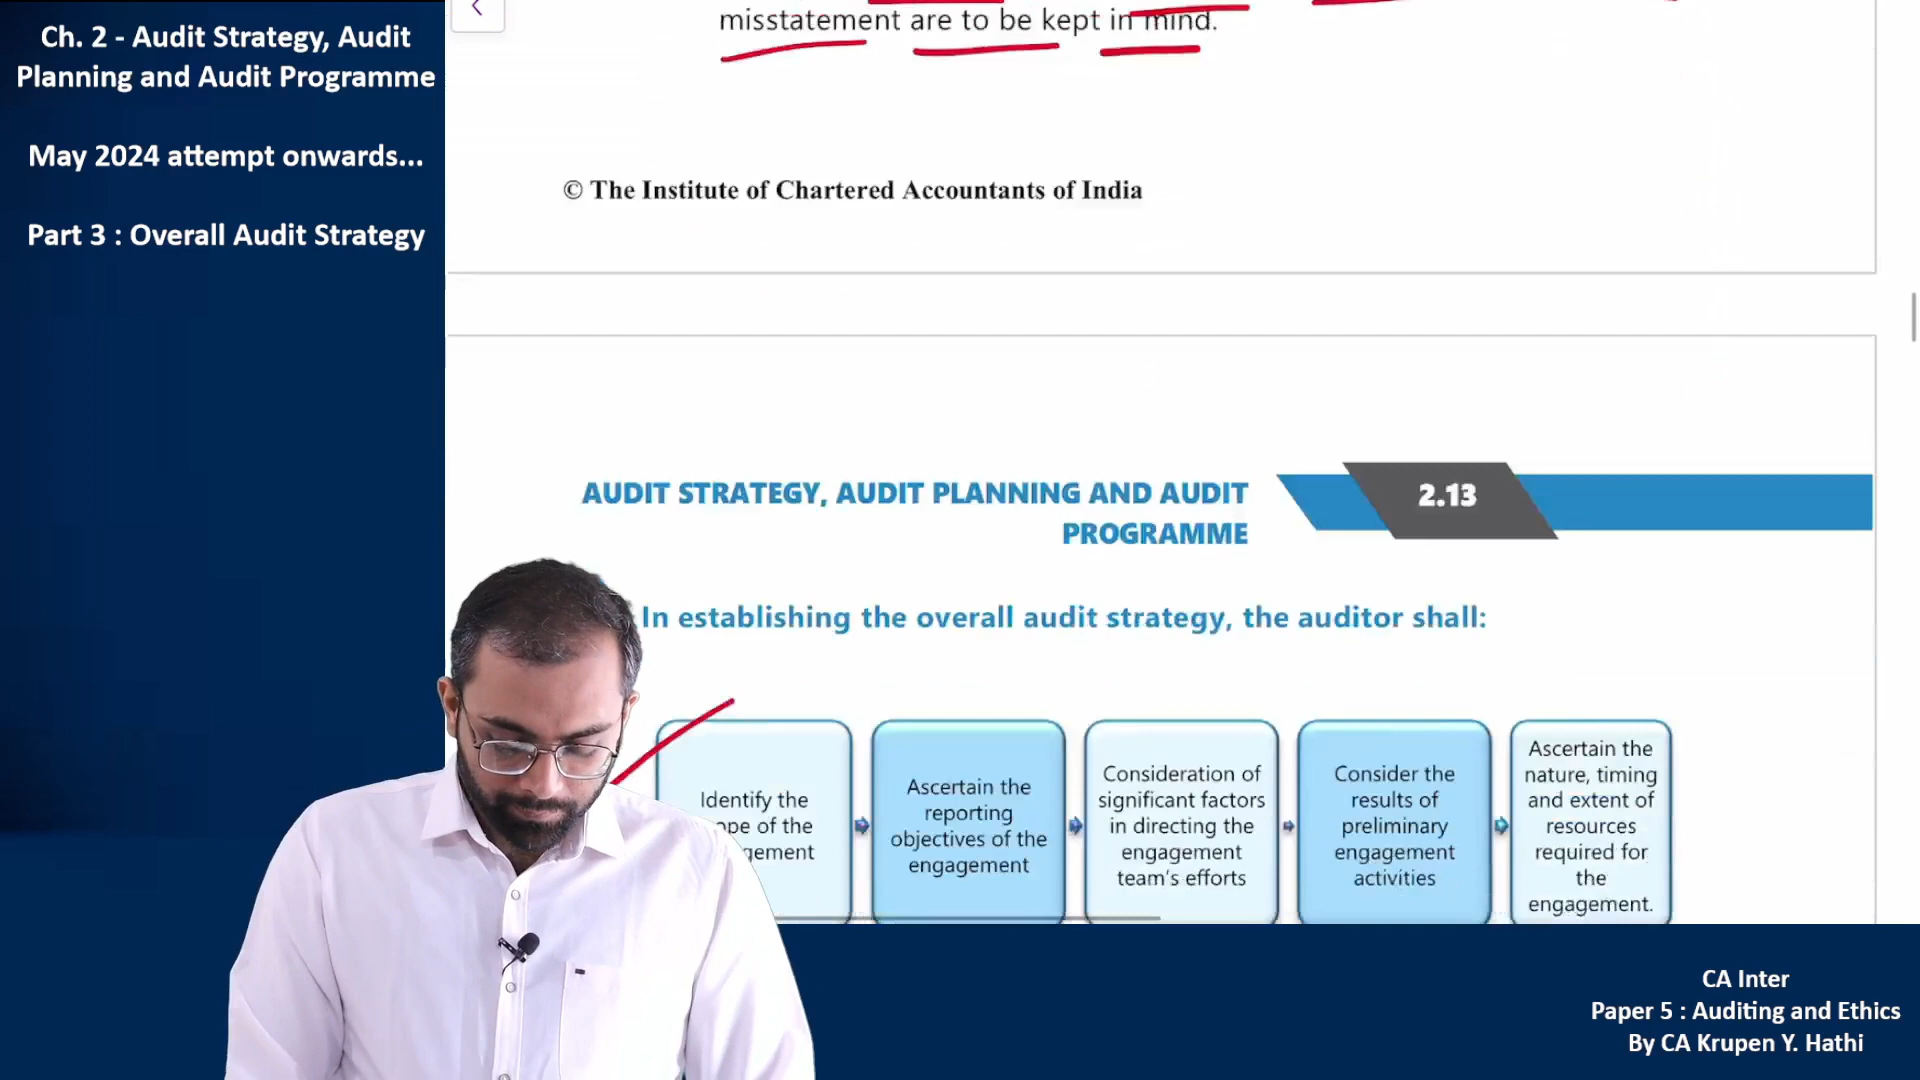 Ch. 2 - Audit Strategy, Audit
Planning and Audit Programme
May 2024 attempt onwards...
Part 3 : Overall Audit Strategy
misstatement are to be kept in mind.
© The Institute of Chartered Accountants of India
AUDIT STRATEGY, AUDIT PLANNING AND AUDIT
PROGRAMME
2.13
In establishing the overall audit strategy, the auditor shall:
Identify the
ope of the
gement
Ascertain the
reporting
objectives of the
engagement
Consideration of
significant factors
in directing the
engagement
team's efforts
Consider the
results of
preliminary
engagement
activities
Ascertain the
nature, timing
and extent of
resources
required for
the
engagement.
CA Inter
Paper 5 : Auditing and Ethics
By CA Krupen Y. Hathi